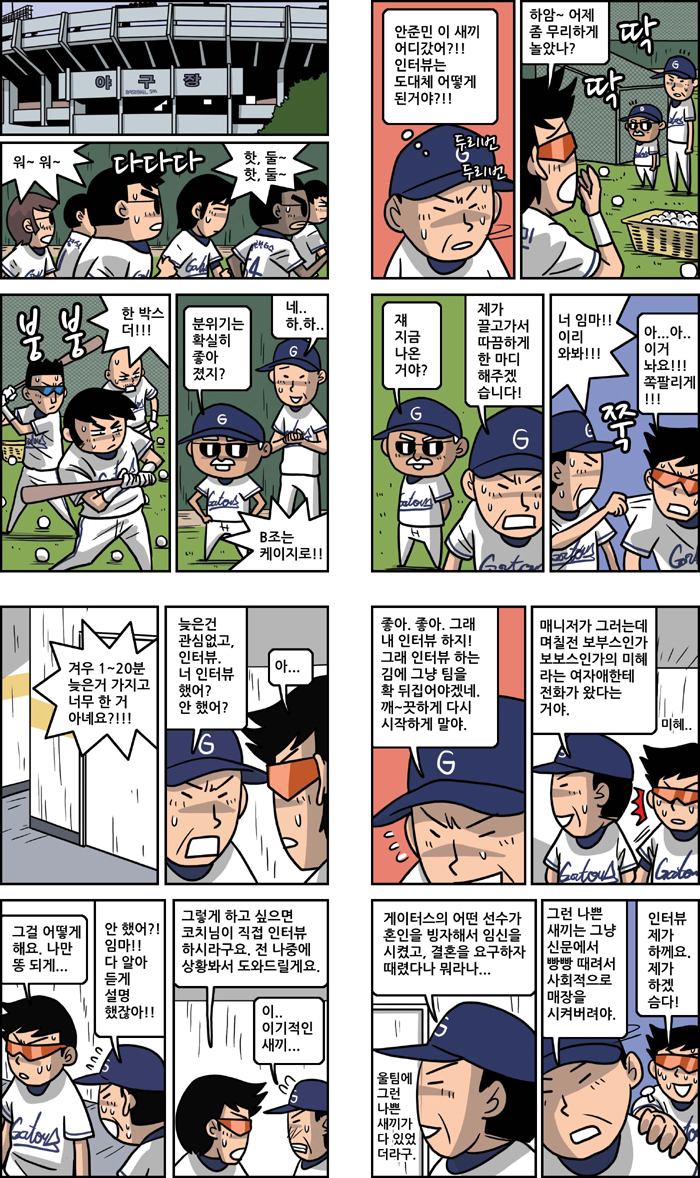 야구장
BASEBALL
워~ 워~
다다다
핫, 둘~
핫, 둘~
붕 붕
한 박스
더!!!
분위기는
확실히
좋아
졌지?
네..
하.하..
B조는
케이지로!!
안준민 이 새끼
어디갔어?!!
인터뷰는
도대체 어떻게
된거야?!!
두리번
두리번
하암~ 어제
좀 무리하게
놀았나?
딱
딱
쟤
지금
나온
거야?
제가
끌고가서
따끔하게
한 마디
해주겠
습니다!
너 임마!!
이리
와봐!!!
아...아..
이거
놔요!!!
쪽팔리게
!!!
쭉
Gators
겨우 1~20분
늦은거 가지고
너무 한 거
아녜요?!!!
늦은건
관심없고,
인터뷰.
너 인터뷰
했어?
안 했어?
아...
그걸 어떻게
해요. 나만
똥 되게...
안 했어?!
임마!!
다 알아
듣게
설명
했잖아!!
그렇게 하고 싶으면
코치님이 직접 인터뷰
하시라구요. 전 나중에
상황봐서 도와드릴게요.
이..
이기적인
새끼...
좋아. 좋아. 그래
내 인터뷰 하지!
그래 인터뷰 하는
김에 그냥 팀을
확 뒤집어야겠네.
깨~끗하게 다시
시작하게 말야.
매니저가 그러는데
며칠전 보부스인가
보보스인가의 미혜
라는 여자애한테
전화가 왔다는
거야.
미혜..
게이터스의 어떤 선수가
혼인을 빙자해서 임신을
시켰고, 결혼을 요구하자
때렸다나 뭐라나...
울팀에
그런
나쁜
새끼가
다 있었
더라구.
그런 나쁜
새끼는 그냥
신문에서
빵빵 때려서
사회적으로
매장을
시켜버려야.
인터뷰
제가
하께요.
제가
하겠
슴다!